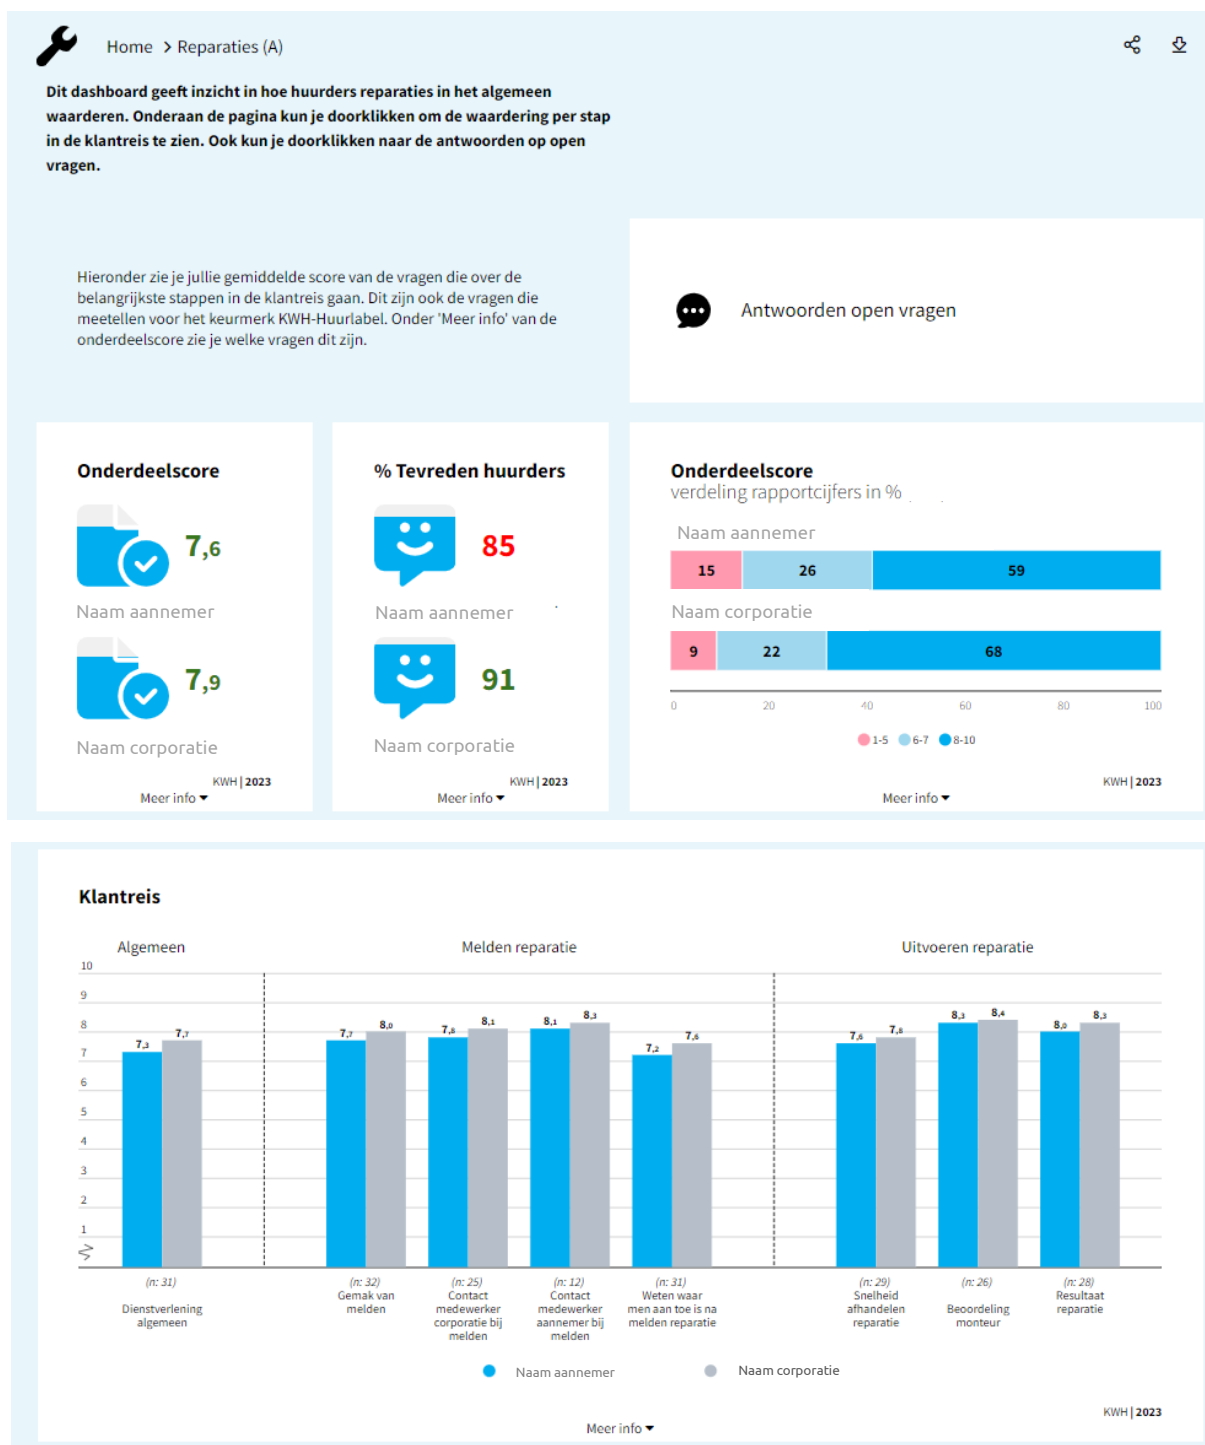 Home > Reparaties (A)
Dit dashboard geeft inzicht in hoe huurders reparaties in het algemeen
waarderen. Onderaan de pagina kun je doorklikken om de waardering per stap
in de klantreis te zien. Ook kun je doorklikken naar de antwoorden op open
vragen.
Hieronder zie je jullie gemiddelde score van de vragen die over de
belangrijkste stappen in de klantreis gaan. Dit zijn ook de vragen die
meetellen voor het keurmerk KWH-Huurlabel. Onder 'Meer info' van de
onderdeelscore zie je welke vragen dit zijn.
Antwoorden open vragen
Onderdeelscore
7,6
Naam aannemer
7,9
Naam corporatie
KWH | 2023
Meer info
% Tevreden huurders
85
Naam aannemer
91
Naam corporatie
KWH | 2023
Meer info
Onderdeelscore
verdeling rapportcijfers in %
Naam aannemer
15 26 59
Naam corporatie
9 22 68
0 20 40 60 80 100
1-5 6-7 8-10
KWH | 2023
Meer info
Klantreis
Algemeen Melden reparatie Uitvoeren reparatie
10
9
8
7
6
5
4
3
2
1
7,3 7,7
7,7 8,0
7,8 8,1
8,1 8,3
7,2 7,6
7,6 7,8
8,3 8,4
8,0 8,3
(n: 31)
Dienstverlening
algemeen
(n: 32)
Gemak van
melden
(n: 25)
Contact
medewerker
corporatie bij
melden
(n: 12)
Contact
medewerker
aannemer bij
melden
(n: 31)
Weten waar
men aan toe is na
melden reparatie
(n: 29)
Snelheid
afhandelen
reparatie
(n: 26)
Beoordeling
monteur
(n: 28)
Resultaat
reparatie
Naam aannemer Naam corporatie
KWH | 2023
Meer info